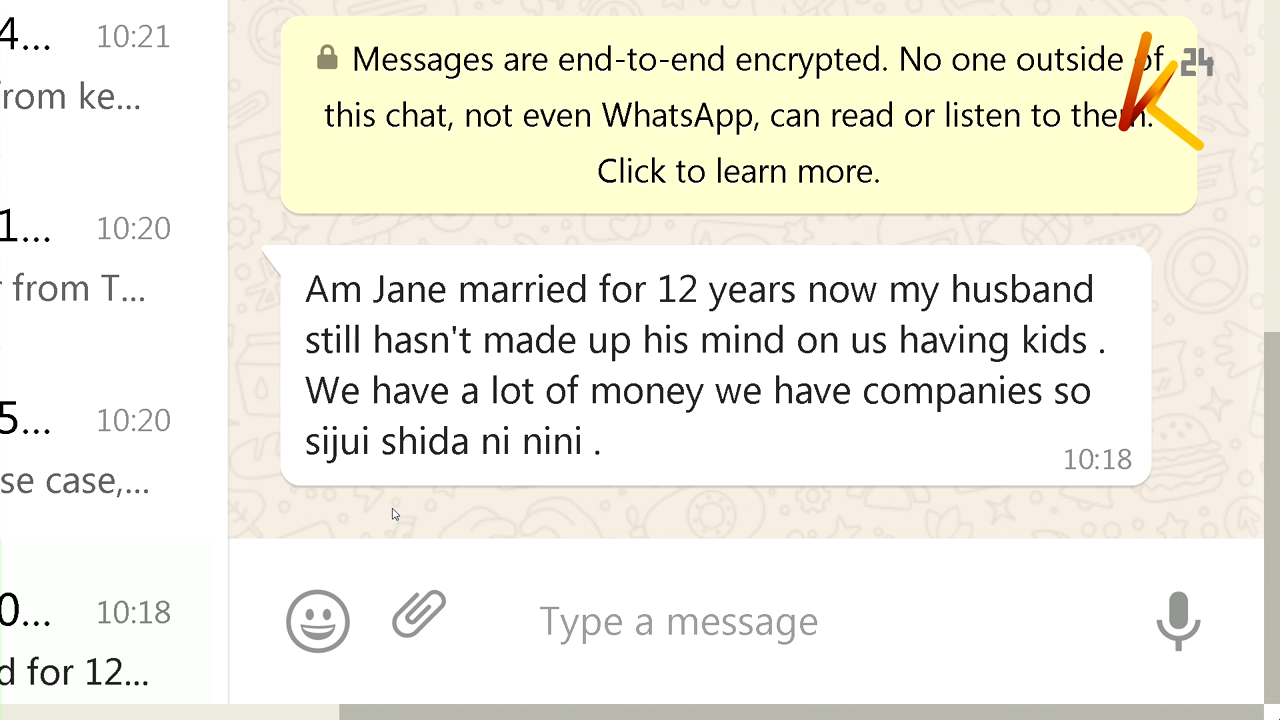 4... 10:21
rom ke...
1... 10:20
from T...
5... 10:20
se case,...
0... 10:18
d for 12...
Messages are end-to-end encrypted. No one outside of
this chat, not even WhatsApp, can read or listen to them.
Click to learn more.
K24
Am Jane married for 12 years now my husband
still hasn't made up his mind on us having kids .
We have a lot of money we have companies so
sijui shida ni nini .
10:18
Type a message